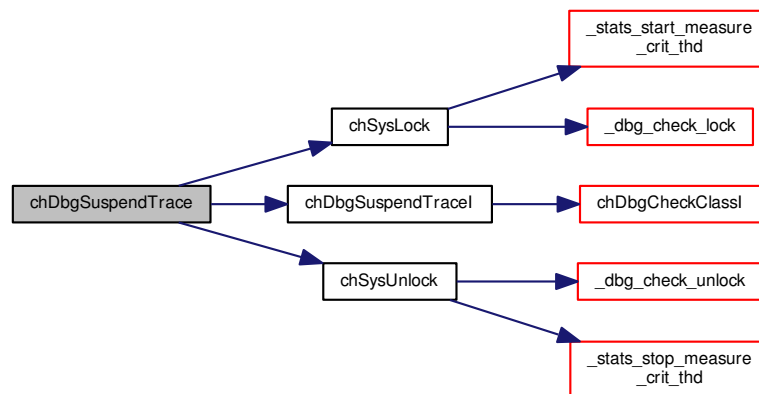 _stats_start_measure
_crit_thd
chSysLock
_dbg_check_lock
chDbgSuspendTrace
chDbgSuspendTraceI
chDbgCheckClassI
chSysUnlock
_dbg_check_unlock
_stats_stop_measure
_crit_thd